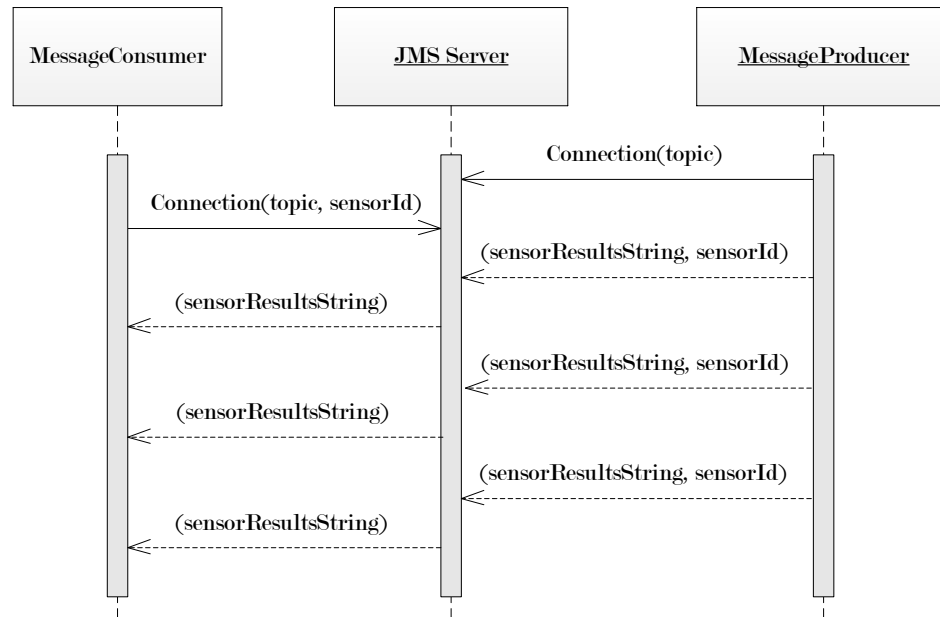 MessageConsumer
JMS Server
MessageProducer
Connection(topic)
Connection(topic, sensorId)
(sensorResultsString, sensorId)
(sensorResultsString)
(sensorResultsString, sensorId)
(sensorResultsString)
(sensorResultsString, sensorId)
(sensorResultsString)